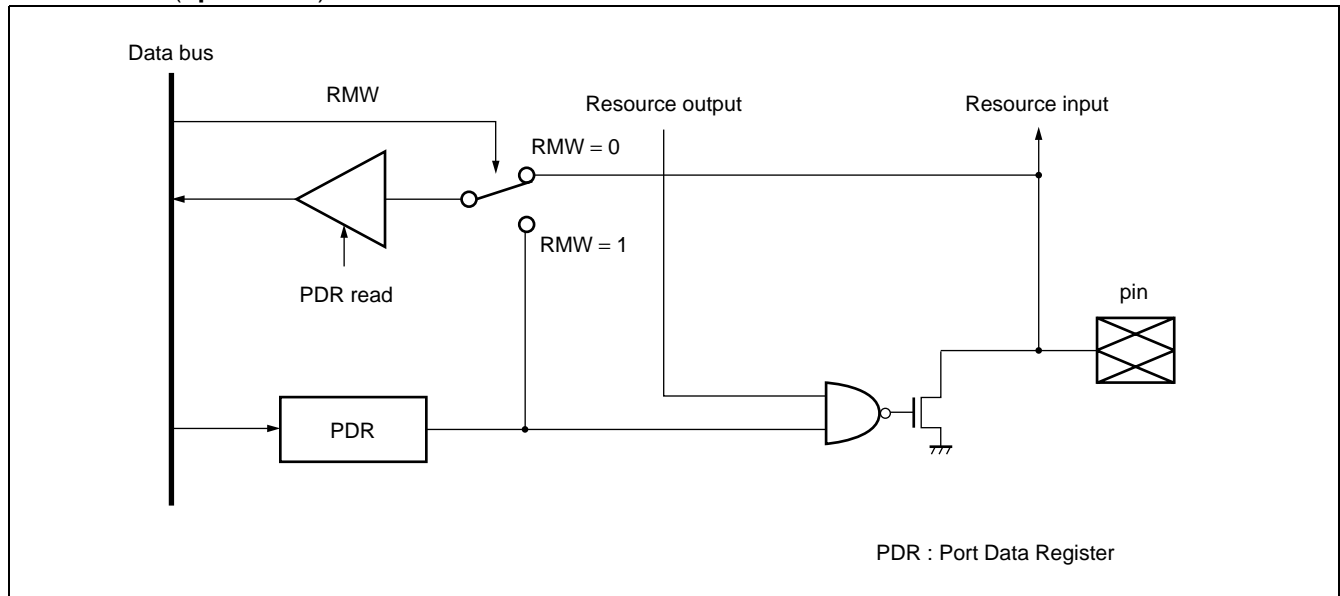 Data bus
RMW
Resource output
Resource input
RMW = 0
RMW = 1
PDR read
pin
PDR
PDR : Port Data Register